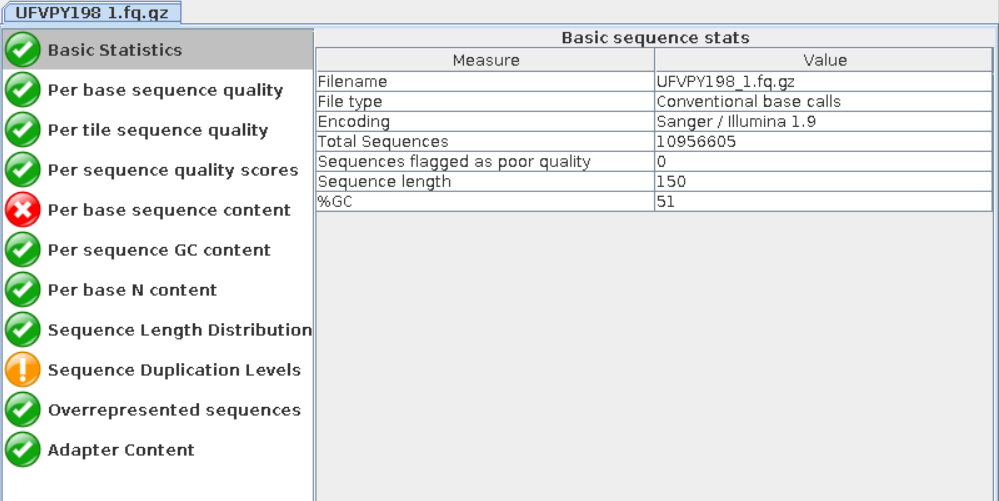 UFVPY198 1.fq.gz
Basic Statistics
Per base sequence quality
Per tile sequence quality
Per sequence quality scores
Per base sequence content
Per sequence GC content
Per base N content
Sequence Length Distribution
Sequence Duplication Levels
Overrepresented sequences
Adapter Content
Basic sequence stats
Measure Value
Filename UFVPY198_1.fq.gz
File type Conventional base calls
Encoding Sanger / Illumina 1.9
Total Sequences 10956605
Sequences flagged as poor quality 0
Sequence length 150
%GC 51